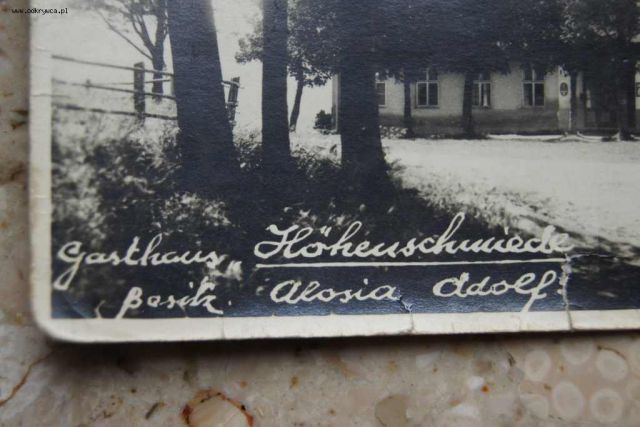 www.odkrywca.pl
Gasthaus „Höhenschmiede
Besitz. Alosia Adolf.